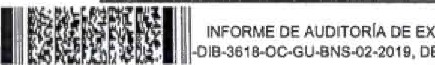 INFORME DE AUDITORÍA DE EX
-DIB-3618-OC-GU-BNS-02-2019, DE